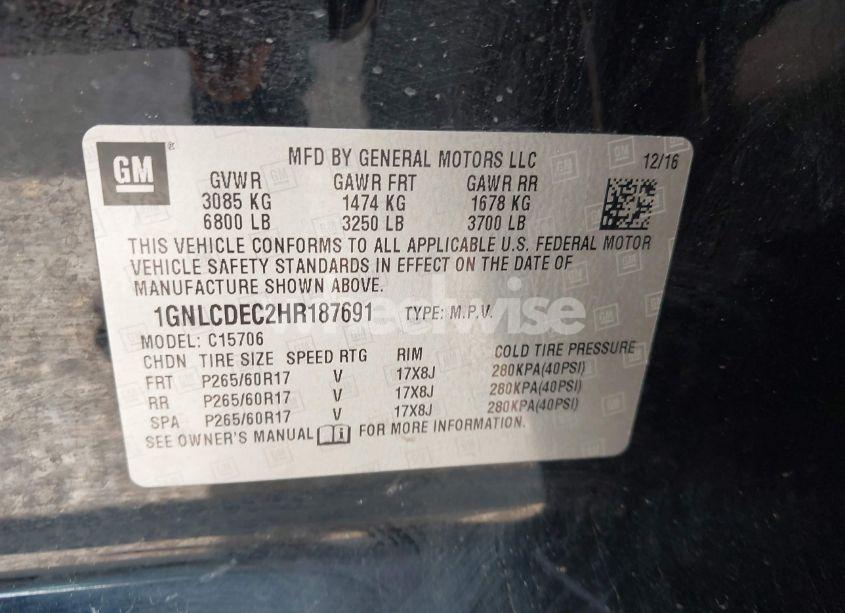 GM
MFD BY GENERAL MOTORS LLC 12/16
GVWR GAWR FRT GAWR RR
3085 KG 1474 KG 1678 KG
6800 LB 3250 LB 3700 LB
THIS VEHICLE CONFORMS TO ALL APPLICABLE U.S. FEDERAL MOTOR
VEHICLE SAFETY STANDARDS IN EFFECT ON THE DATE OF
MANUFACTURE SHOWN ABOVE.
1GNLCDEC2HR187691 TYPE: M.P.V.
wheelwise
MODEL: C15706
CHDN TIRE SIZE SPEED RTG RIM COLD TIRE PRESSURE
FRT P265/60R17 V 17X8J 280KPA(40PSI)
RR P265/60R17 V 17X8J 280KPA(40PSI)
SPA P265/60R17 V 17X8J 280KPA(40PSI)
SEE OWNER'S MANUAL FOR MORE INFORMATION.